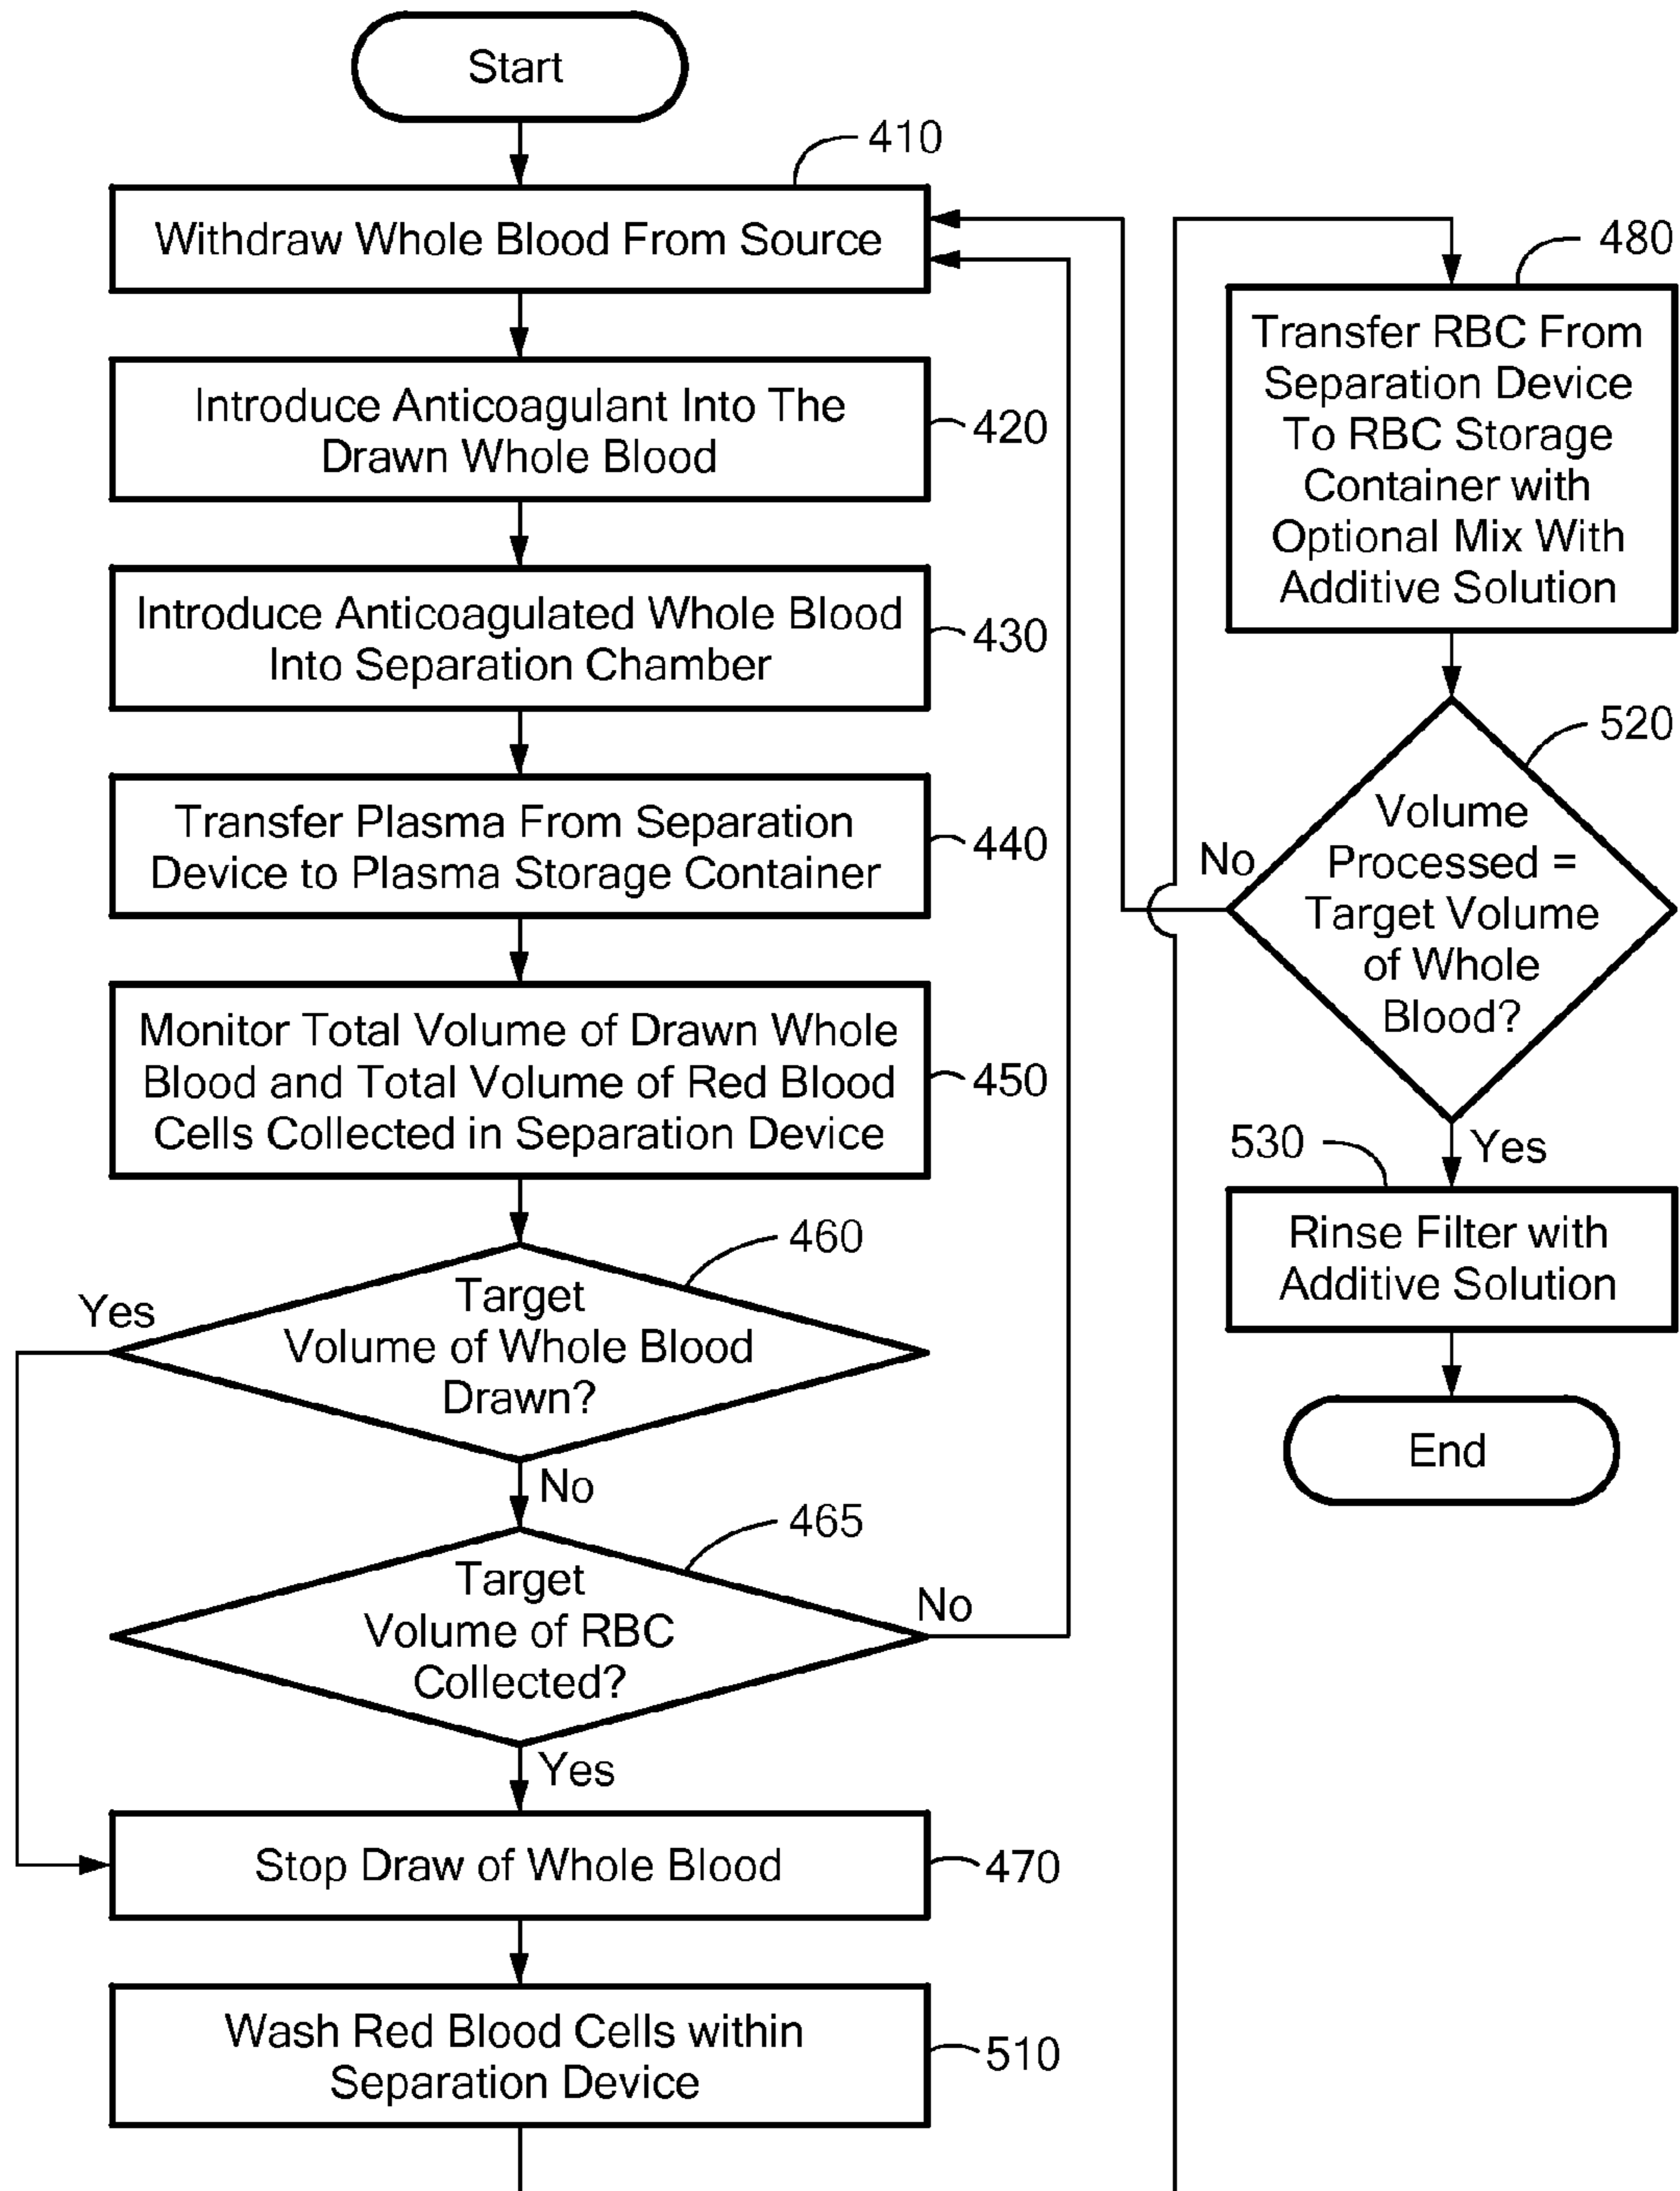 Start
410
Withdraw Whole Blood From Source
Introduce Anticoagulant Into The
Drawn Whole Blood
420
Introduce Anticoagulated Whole Blood
Into Separation Chamber
430
Transfer Plasma From Separation
Device to Plasma Storage Container
440
Monitor Total Volume of Drawn Whole
Blood and Total Volume of Red Blood
Cells Collected in Separation Device
450
460
Yes
Target
Volume of Whole Blood
Drawn?
No
465
Target
Volume of RBC
Collected?
No
Yes
Stop Draw of Whole Blood
470
Wash Red Blood Cells within
Separation Device
510
480
Transfer RBC From
Separation Device
To RBC Storage
Container with
Optional Mix With
Additive Solution
520
Volume
Processed =
Target Volume
of Whole
Blood?
No
Yes
530
Rinse Filter with
Additive Solution
End